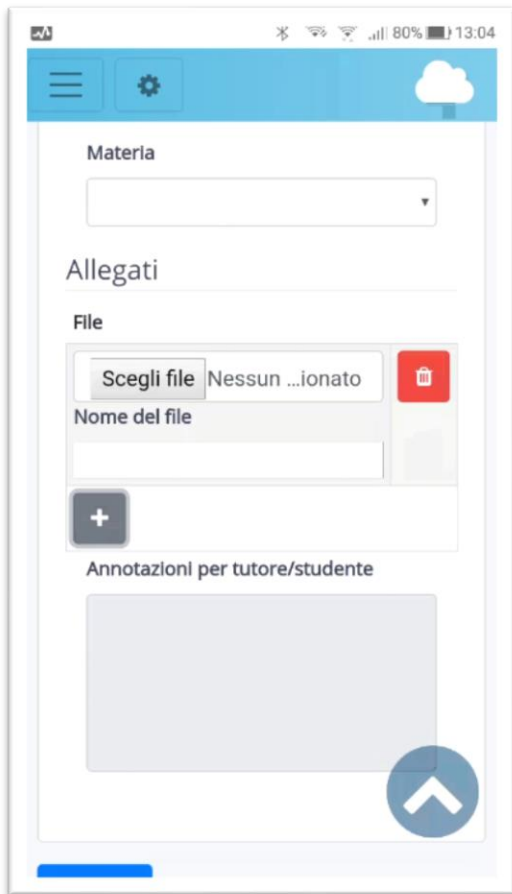 80% 13:04
Materia
Allegati
File
Scegli file Nessun ...ionato
Nome del file
+
Annotazioni per tutore/studente